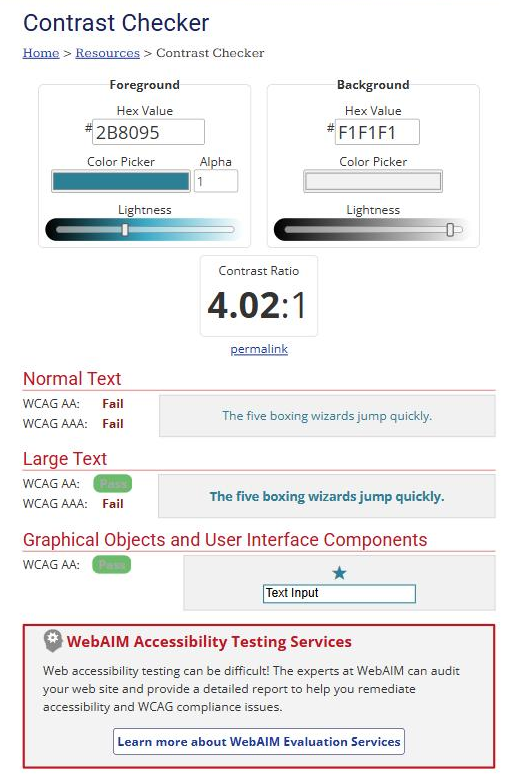 Contrast Checker
Home > Resources > Contrast Checker
Foreground
Hex Value
#2B8095
Color Picker Alpha
1
Lightness
Background
Hex Value
#F1F1F1
Color Picker
Lightness
Contrast Ratio
4.02:1
permalink
Normal Text
WCAG AA: Fail
WCAG AAA: Fail
The five boxing wizards jump quickly.
Large Text
WCAG AA: Pass
WCAG AAA: Fail
The five boxing wizards jump quickly.
Graphical Objects and User Interface Components
WCAG AA: Pass
Text Input
WebAIM Accessibility Testing Services
Web accessibility testing can be difficult! The experts at WebAIM can audit
your web site and provide a detailed report to help you remediate
accessibility and WCAG compliance issues.
Learn more about WebAIM Evaluation Services